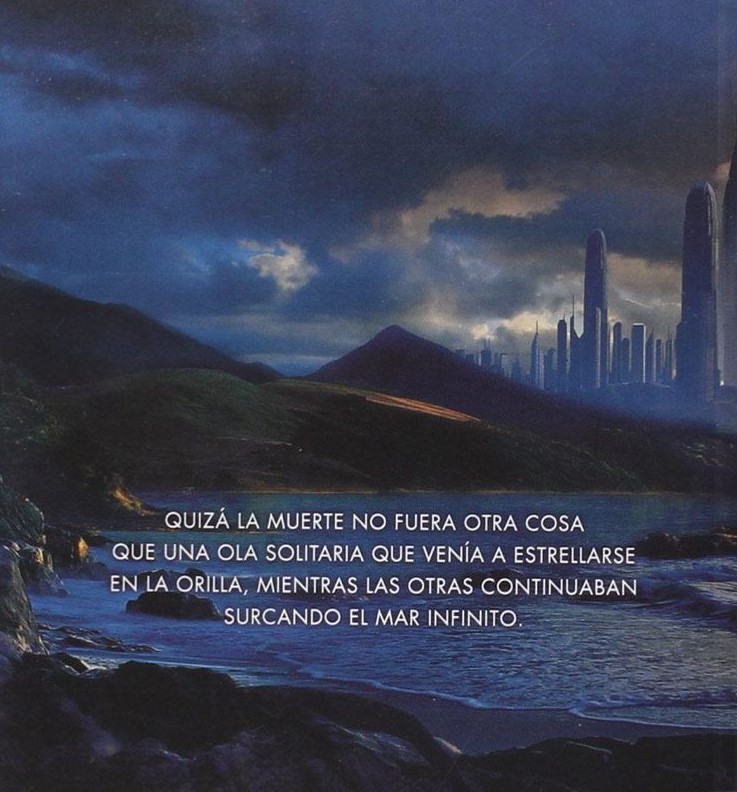 QUIZÁ LA MUERTE NO FUERA OTRA COSA
QUE UNA OLA SOLITARIA QUE VENÍA A ESTRELLARSE
EN LA ORILLA, MIENTRAS LAS OTRAS CONTINUABAN
SURCANDO EL MAR INFINITO.